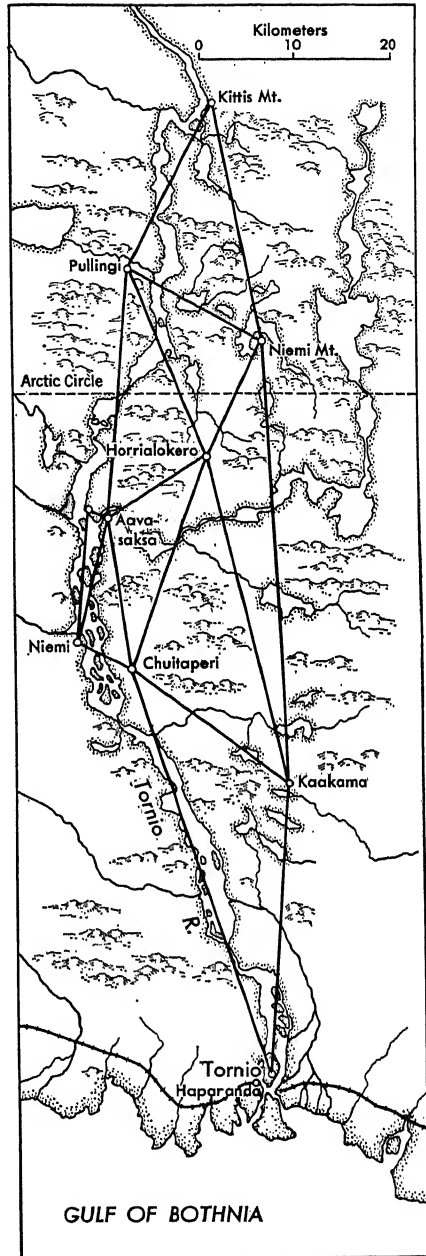 Kilometers
0 10 20
Kittis Mt.
Pullingi
Niemi Mt.
Arctic Circle
Horrialokero
Aava-
saksa
Niemi
Chuitaperi
Kaakama
Tornio
R.
Tornio
Haparanda
GULF OF BOTHNIA